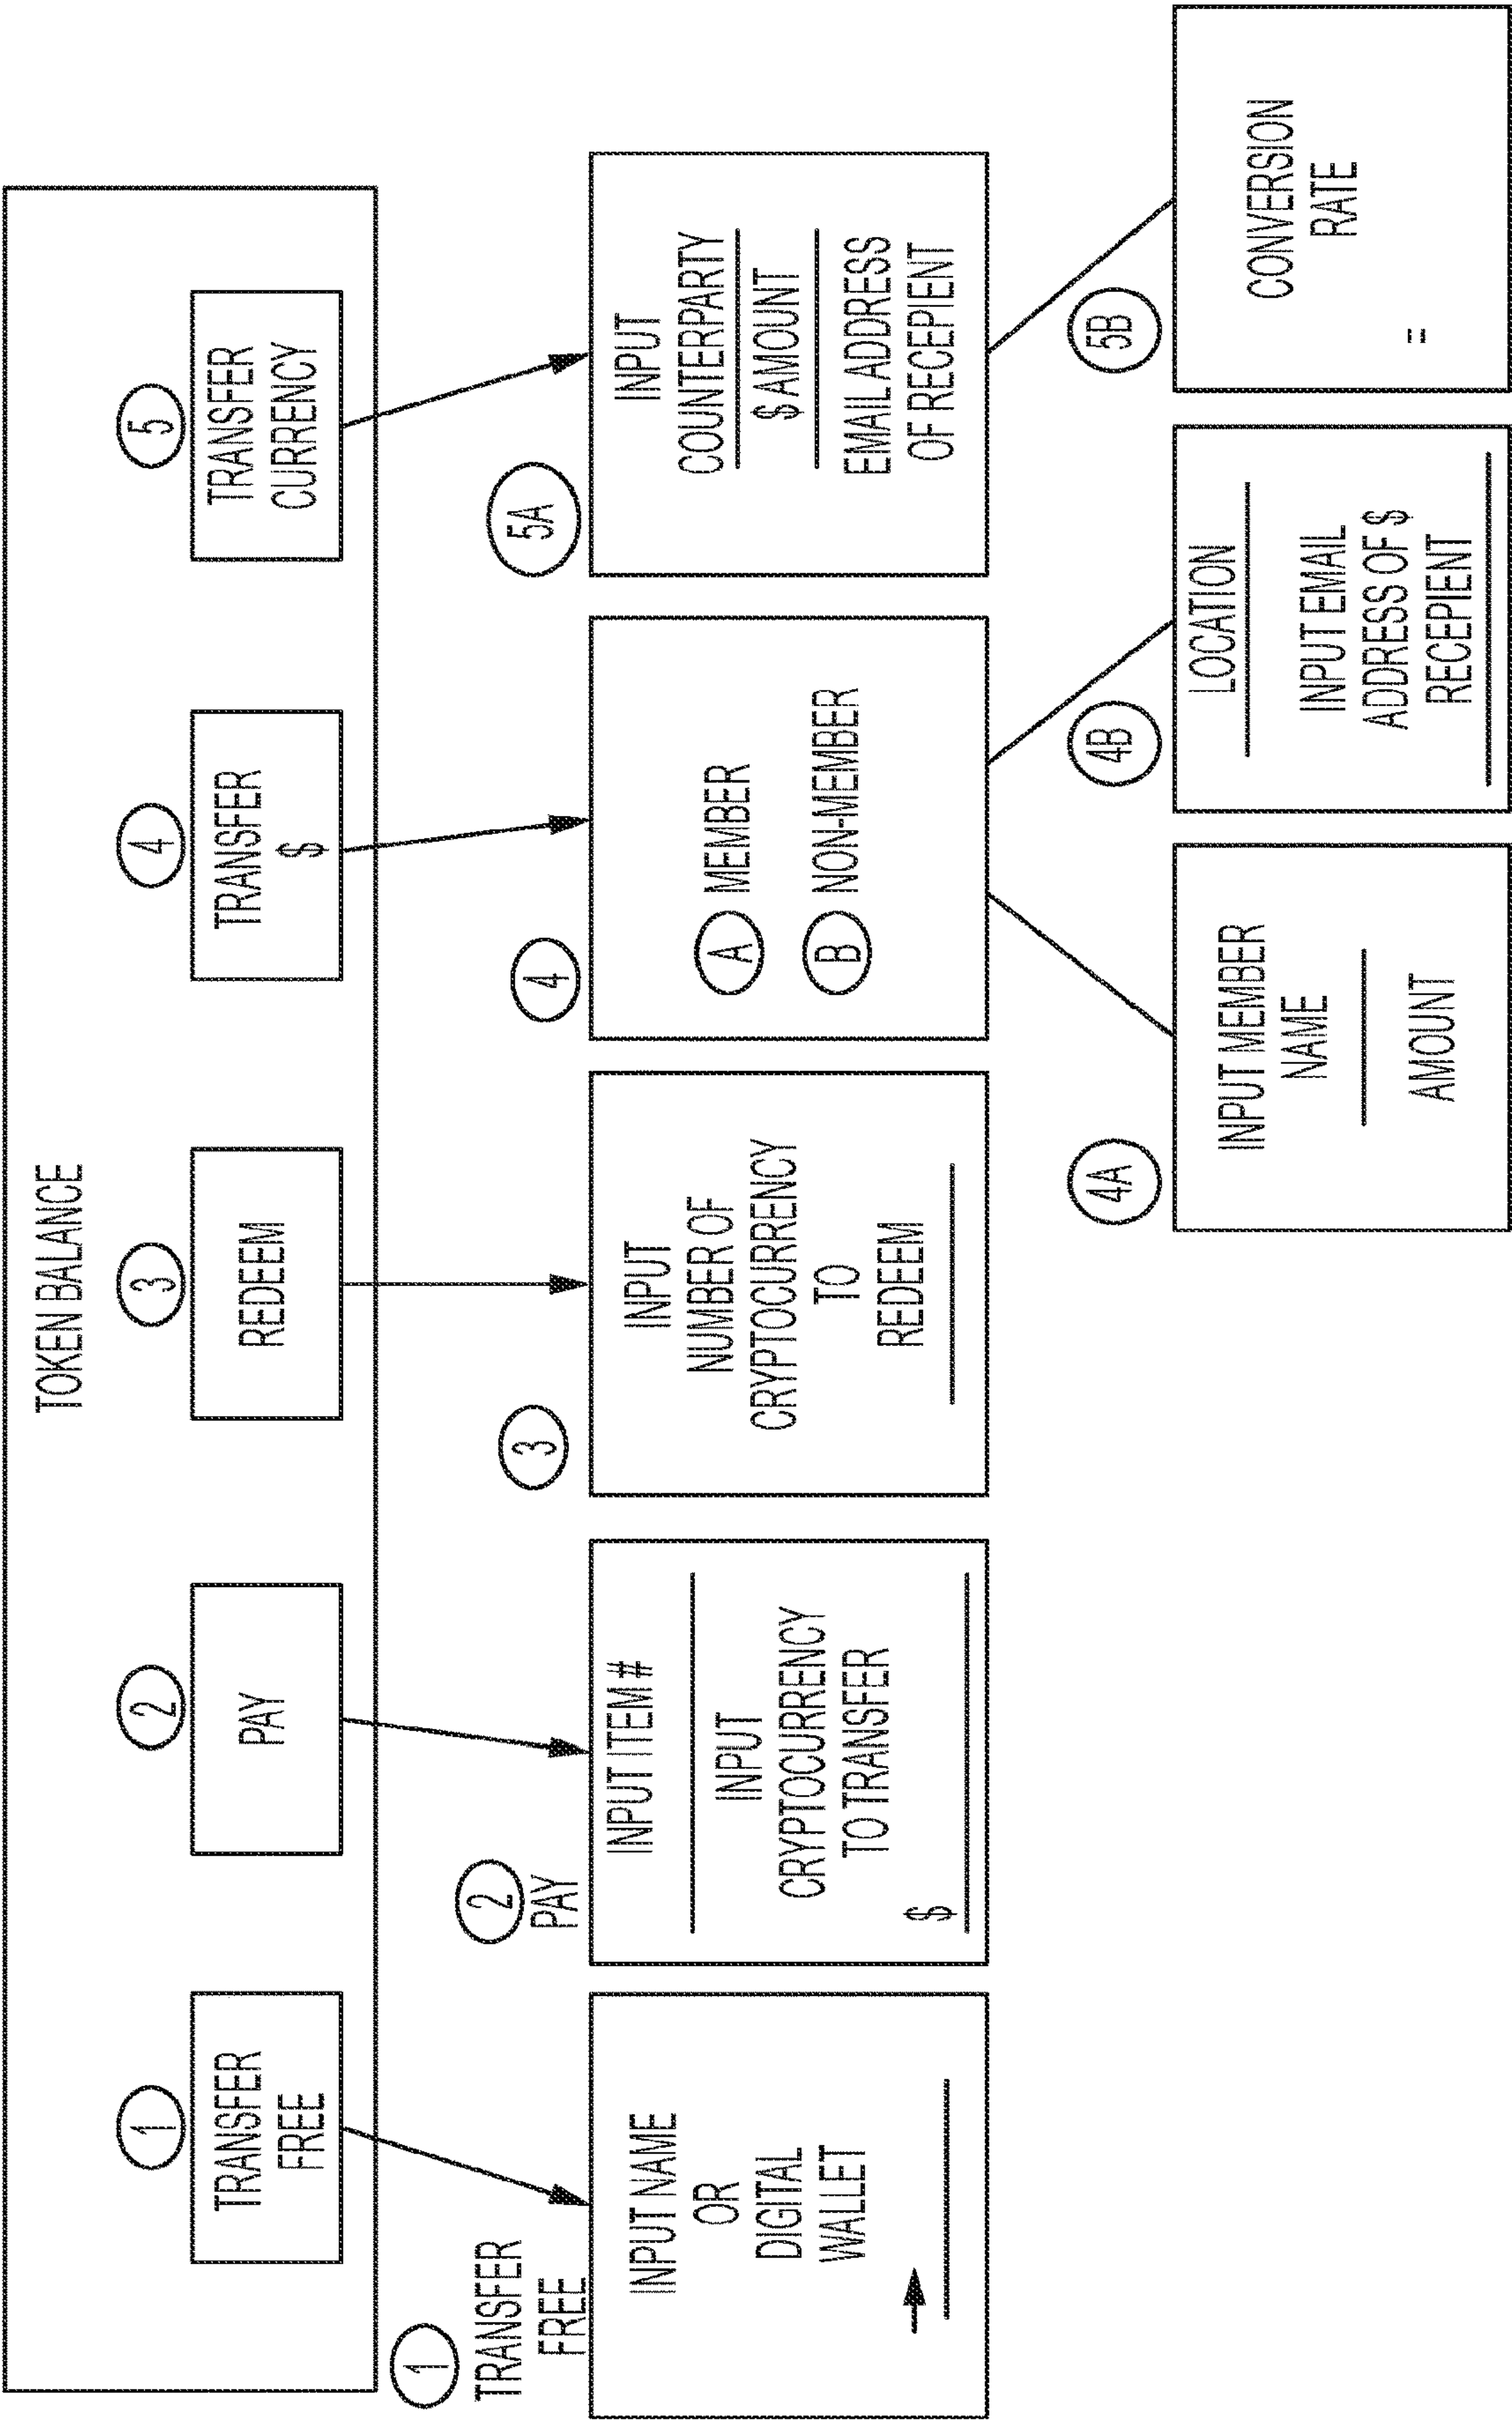 TOKEN BALANCE
1
TRANSFER
FREE
2
PAY
3
REDEEM
4
TRANSFER
$
5
TRANSFER
CURRENCY
1
TRANSFER
FREE
INPUT NAME
OR
DIGITAL
WALLET
2
PAY
INPUT ITEM #
INPUT
CRYPTOCURRENCY
TO TRANSFER
$
3
INPUT
NUMBER OF
CRYPTOCURRENCY
TO
REDEEM
4
A MEMBER
B NON-MEMBER
5A
INPUT
COUNTERPARTY
$ AMOUNT
EMAIL ADDRESS
OF RECEPIENT
4A
INPUT MEMBER
NAME
AMOUNT
4B
LOCATION
INPUT EMAIL
ADDRESS OF $
RECEPIENT
5B
CONVERSION
RATE
=